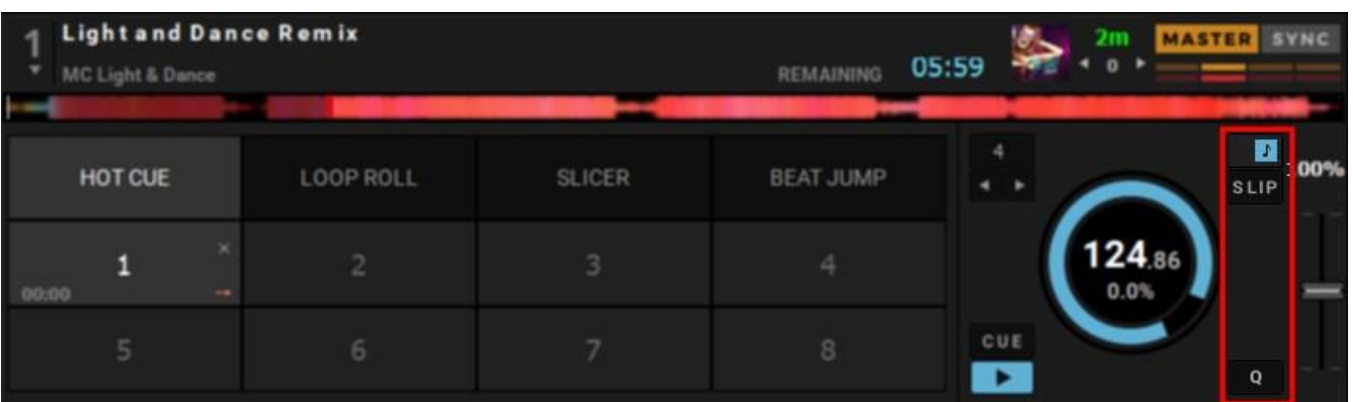 1
Light and Dance Remix
MC Light & Dance
REMAINING 05:59
2m
0
MASTER SYNC
HOT CUE LOOP ROLL SLICER BEAT JUMP
1 2 3 4
00:00
5 6 7 8
4
CUE
124.86
0.0%
♪
SLIP
Q